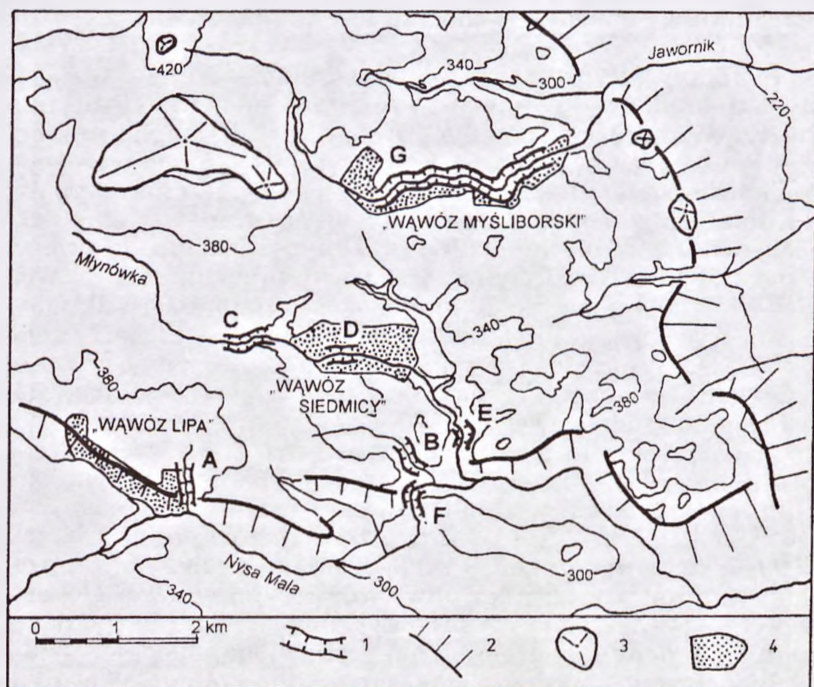 420
340
300
Jawornik
220
G
„WĄWÓZ MYŚLIBORSKI"
380
Młynówka
C
D
340
WĄWÓZ
SIEDMICY"
380
380
„WĄWÓZ LIPA"
A
B
E
F
Nysa Mała
340
300
300
0 1 2 km
1 2 3 4